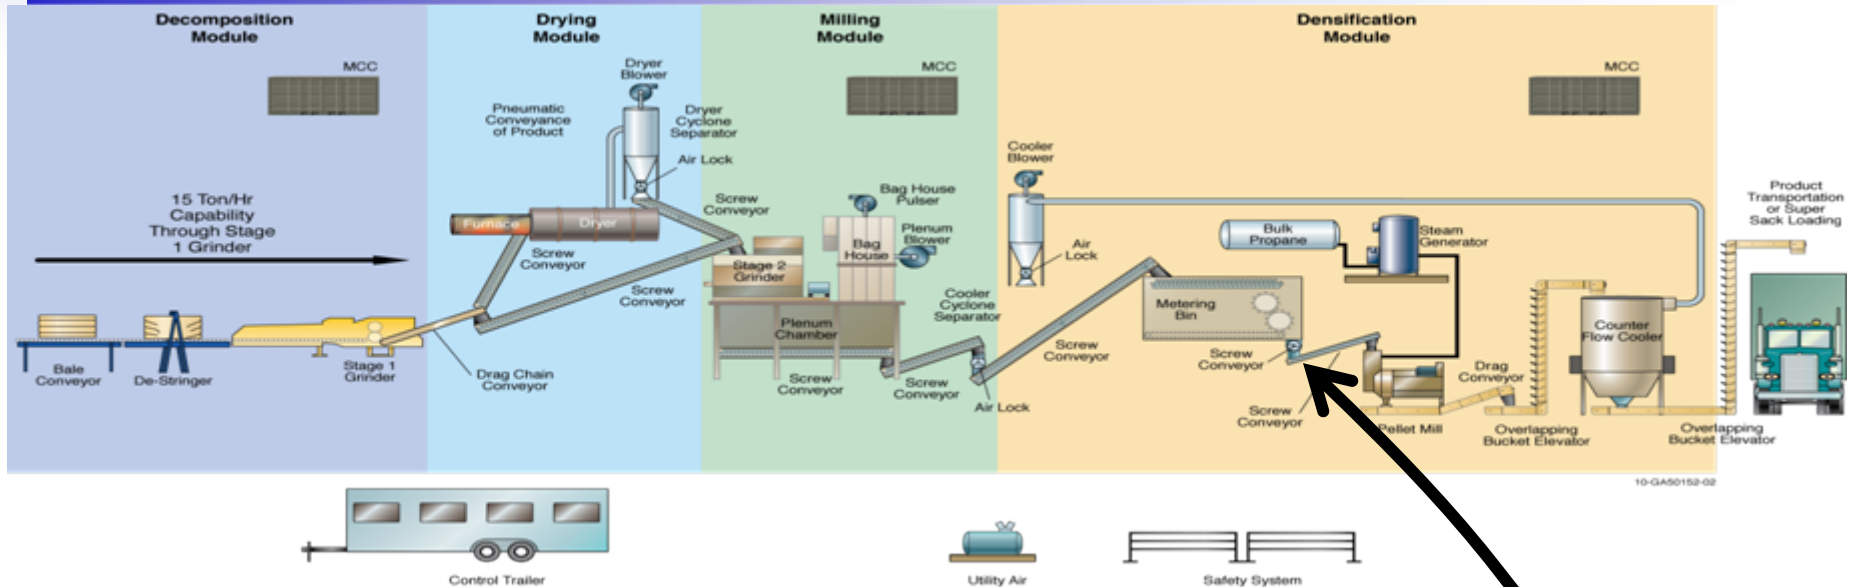 Decomposition
Module
Drying
Module
Milling
Module
Densification
Module
MCC
MCC
MCC
Dryer
Blower
Pneumatic
Conveyance
of Product
Dryer
Cyclone
Separator
Air Lock
15 Ton/Hr
Capability
Through Stage
1 Grinder
Furnace
Dryer
Screw
Conveyor
Screw
Conveyor
Screw
Conveyor
Bag House
Pulser
Plenum
Blower
Bag
House
Stage 2
Grinder
Plenum
Chamber
Cooler
Cyclone
Separator
Cooler
Blower
Air
Lock
Bulk
Propane
Steam
Generator
Product
Transportation
or Super
Sack Loading
Metering
Bin
Counter
Flow Cooler
Bale
Conveyor
De-Stringer
Stage 1
Grinder
Drag Chain
Conveyor
Screw
Conveyor
Screw
Conveyor
Air Lock
Screw
Conveyor
Screw
Conveyor
Screw
Conveyor
Pellet Mill
Drag
Conveyor
Overlapping
Bucket Elevator
Overlapping
Bucket Elevator
10-GA50152-02
Control Trailer
Utility Air
Safety System